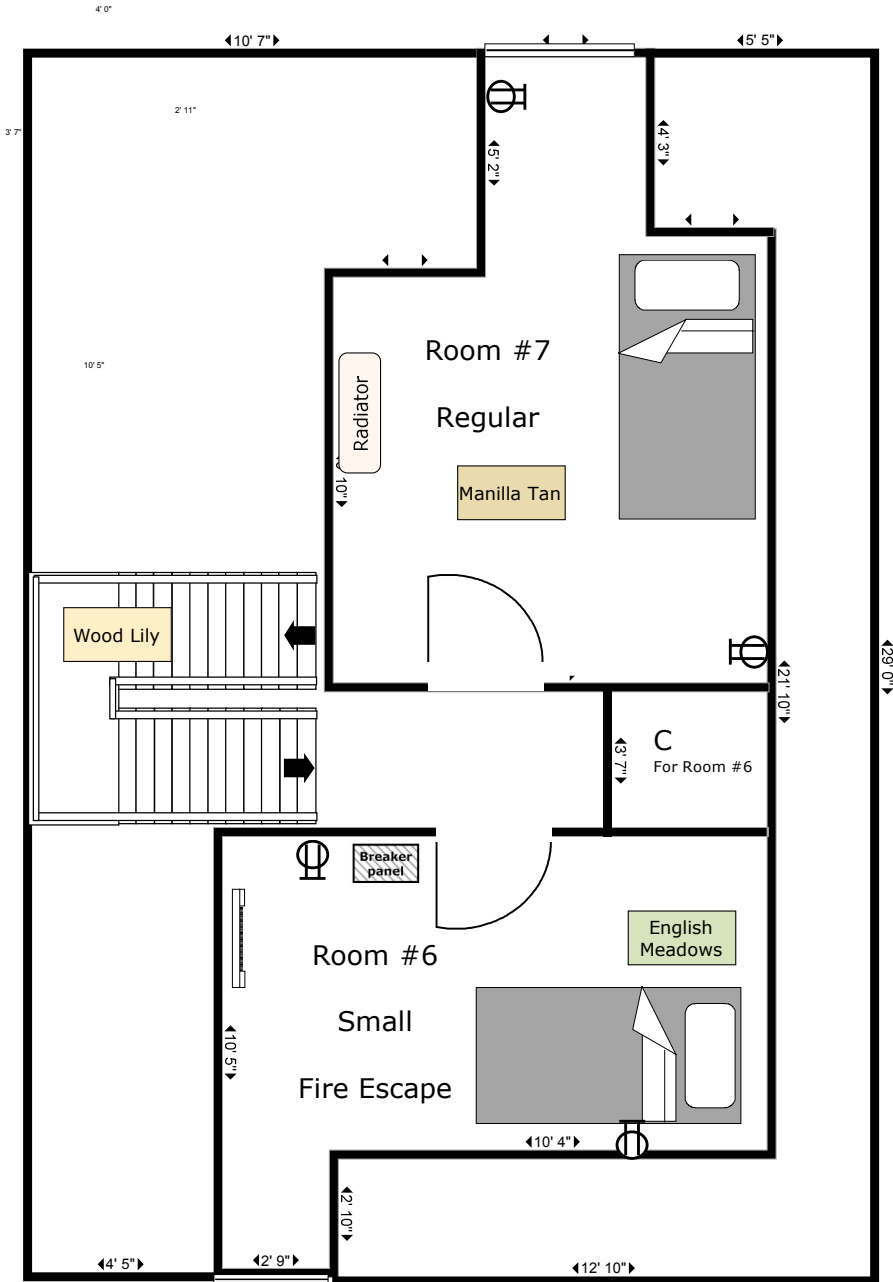 4' 0"
10' 7"
5' 5"
2' 11"
3' 7"
4' 3"
5' 2"
Room #7
10' 5"
Radiator
Regular
10"
Manilla Tan
Wood Lily
29' 0"
21' 10"
C
For Room #6
3' 7"
Breaker
panel
English
Meadows
Room #6
Small
10' 5"
Fire Escape
10' 4"
2' 10"
4' 5"
2' 9"
12' 10"